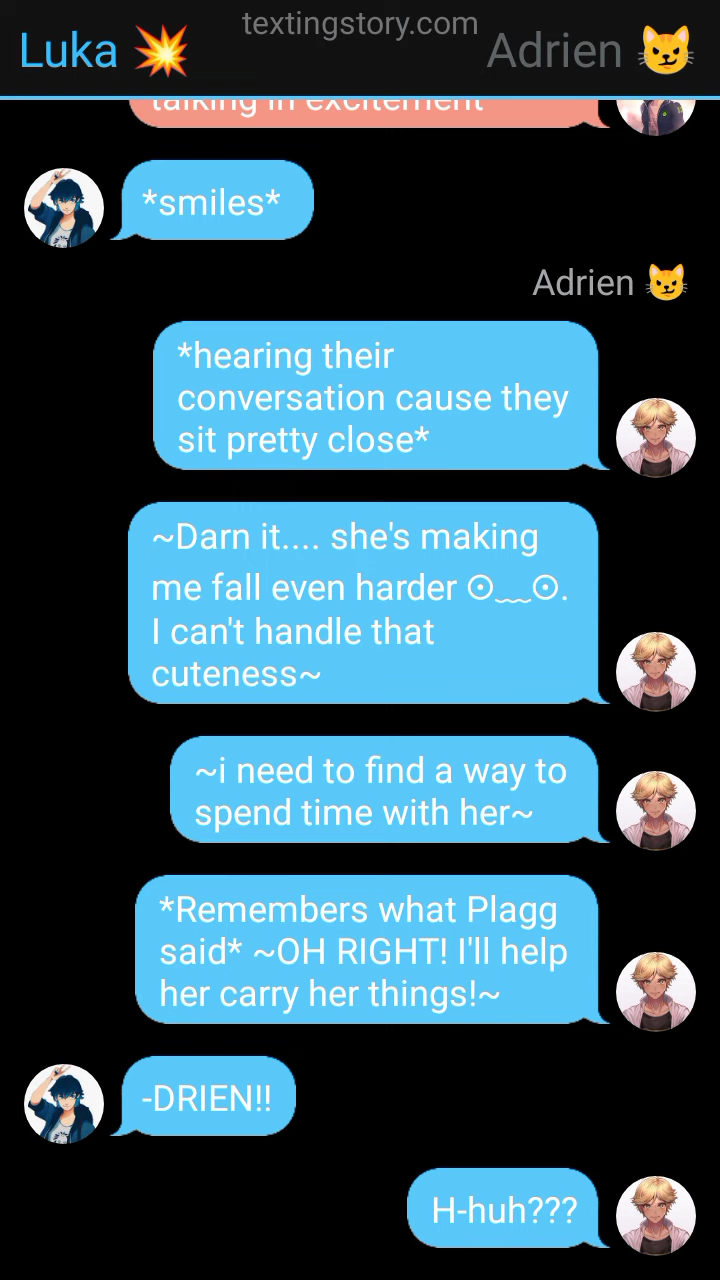 textingstory.com
Luka 💥
Adrien 😼
talking in excitement
*smiles*
Adrien 😼
*hearing their
conversation cause they
sit pretty close*
~Darn it.... she's making
me fall even harder ⊙﹏⊙.
I can't handle that
cuteness~
~i need to find a way to
spend time with her~
*Remembers what Plagg
said* ~OH RIGHT! I'll help
her carry her things!~
-DRIEN!!
H-huh???